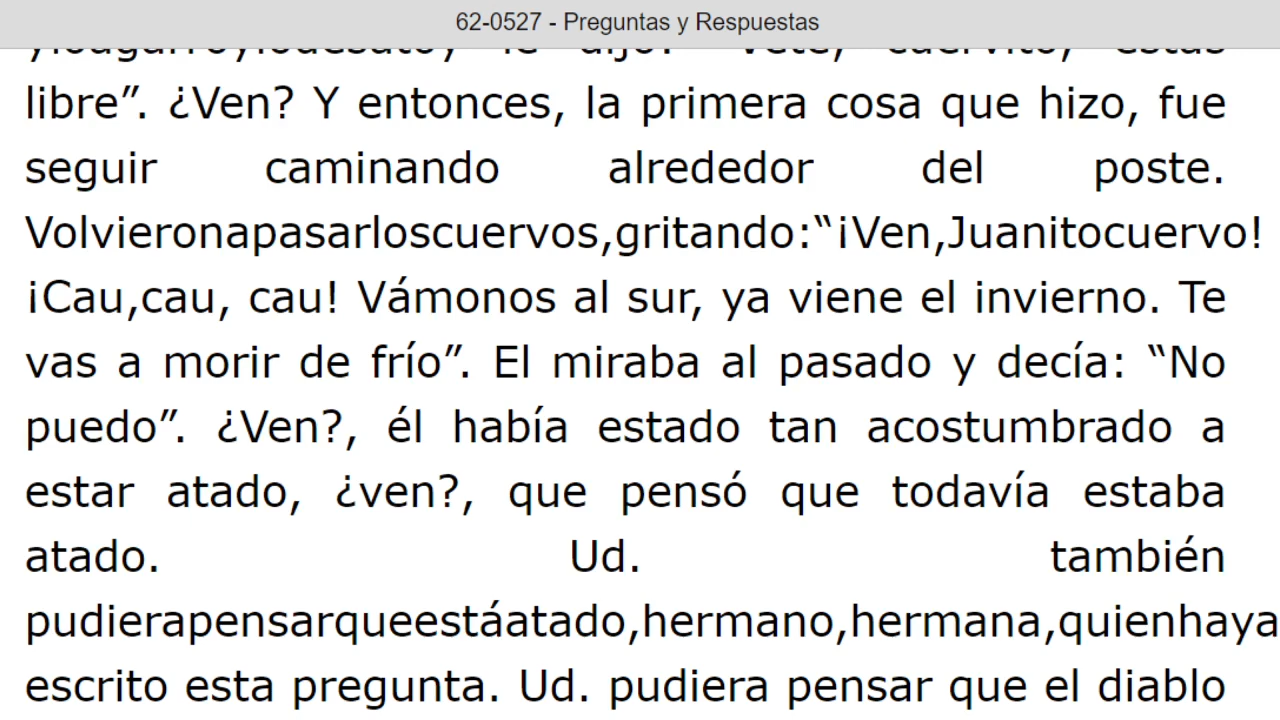 62-0527 - Preguntas y Respuestas
libre”. ¿Ven? Y entonces, la primera cosa que hizo, fue
seguir caminando alrededor del poste.
Volvieronapasarloscuervos,gritando:“¡Ven,Juanitocuervo!
¡Cau,cau, cau! Vámonos al sur, ya viene el invierno. Te
vas a morir de frío”. El miraba al pasado y decía: “No
puedo”. ¿Ven?, él había estado tan acostumbrado a
estar atado, ¿ven?, que pensó que todavía estaba
atado. Ud. también
pudierapensarqueestáatado,hermano,hermana,quienhaya
escrito esta pregunta. Ud. pudiera pensar que el diablo